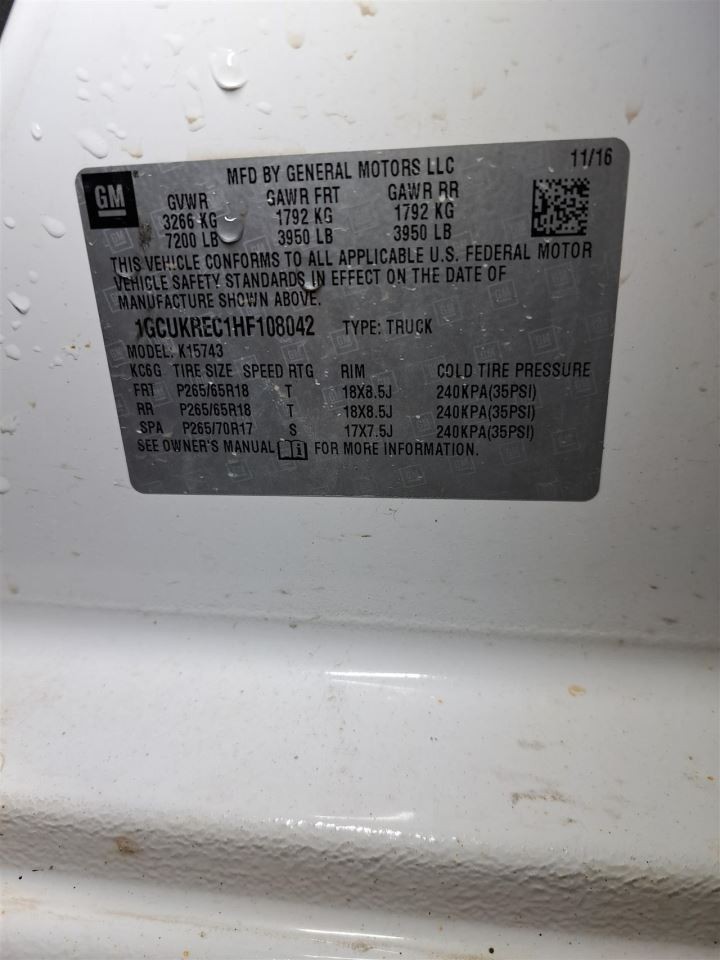 GM
MFD BY GENERAL MOTORS LLC 11/16
GVWR GAWR FRT GAWR RR
3266 KG 1792 KG 1792 KG
7200 LB 3950 LB 3950 LB
THIS VEHICLE CONFORMS TO ALL APPLICABLE U.S. FEDERAL MOTOR
VEHICLE SAFETY STANDARDS IN EFFECT ON THE DATE OF
MANUFACTURE SHOWN ABOVE.
1GCUKREC1HF108042 TYPE: TRUCK
MODEL: K15743
KC6G TIRE SIZE SPEED RTG RIM COLD TIRE PRESSURE
FRT P265/65R18 T 18X8.5J 240KPA(35PSI)
RR P265/65R18 T 18X8.5J 240KPA(35PSI)
SPA P265/70R17 S 17X7.5J 240KPA(35PSI)
SEE OWNER'S MANUAL FOR MORE INFORMATION.